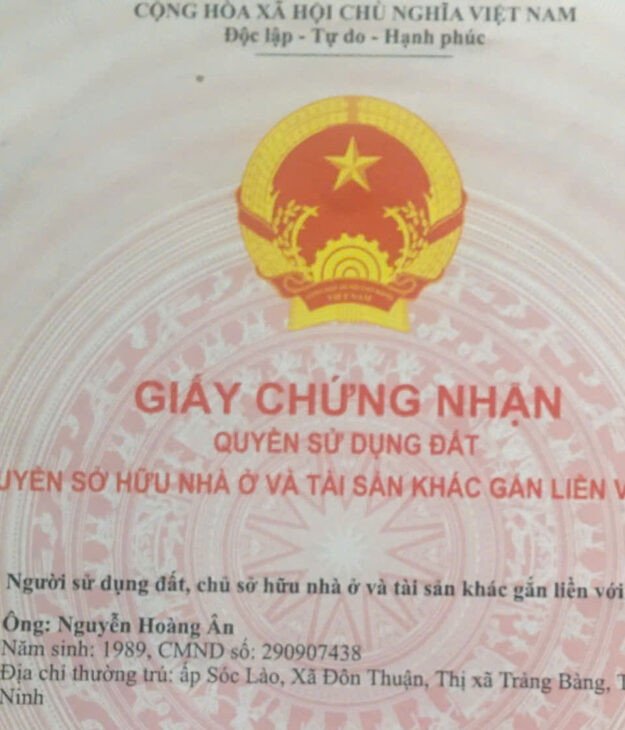 CỘNG HÒA XÃ HỘI CHỦ NGHĨA VIỆT NAM
Độc lập - Tự do - Hạnh phúc
VIỆT NAM
GIẤY CHỨNG NHẬN
QUYỀN SỬ DỤNG ĐẤT
UYỀN SỞ HỮU NHÀ Ở VÀ TÀI SẢN KHÁC GẮN LIỀN V
Người sử dụng đất, chủ sở hữu nhà ở và tài sản khác gắn liền với
Ông: Nguyễn Hoàng Ân
Năm sinh: 1989, CMND số: 290907438
Địa chỉ thường trú: ấp Sóc Lào, Xã Đôn Thuận, Thị xã Trảng Bàng, T
Ninh